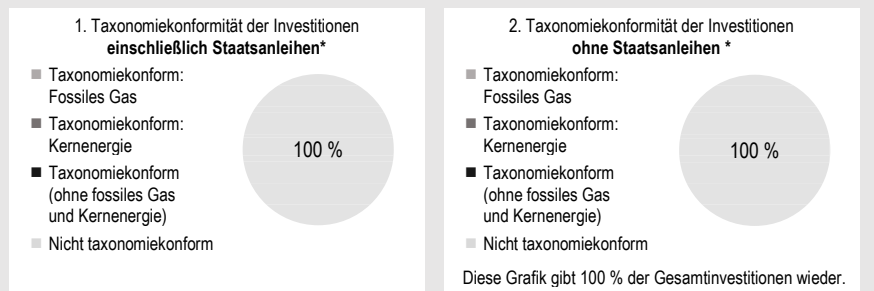 1. Taxonomiekonformität der Investitionen
einschließlich Staatsanleihen*
Taxonomiekonform:
Fossiles Gas
Taxonomiekonform:
Kernenergie
Taxonomiekonform
(ohne fossiles Gas
und Kernenergie)
Nicht taxonomiekonform
100 %
2. Taxonomiekonformität der Investitionen
ohne Staatsanleihen *
Taxonomiekonform:
Fossiles Gas
Taxonomiekonform:
Kernenergie
Taxonomiekonform
(ohne fossiles Gas
und Kernenergie)
Nicht taxonomiekonform
100 %
Diese Grafik gibt 100 % der Gesamtinvestitionen wieder.